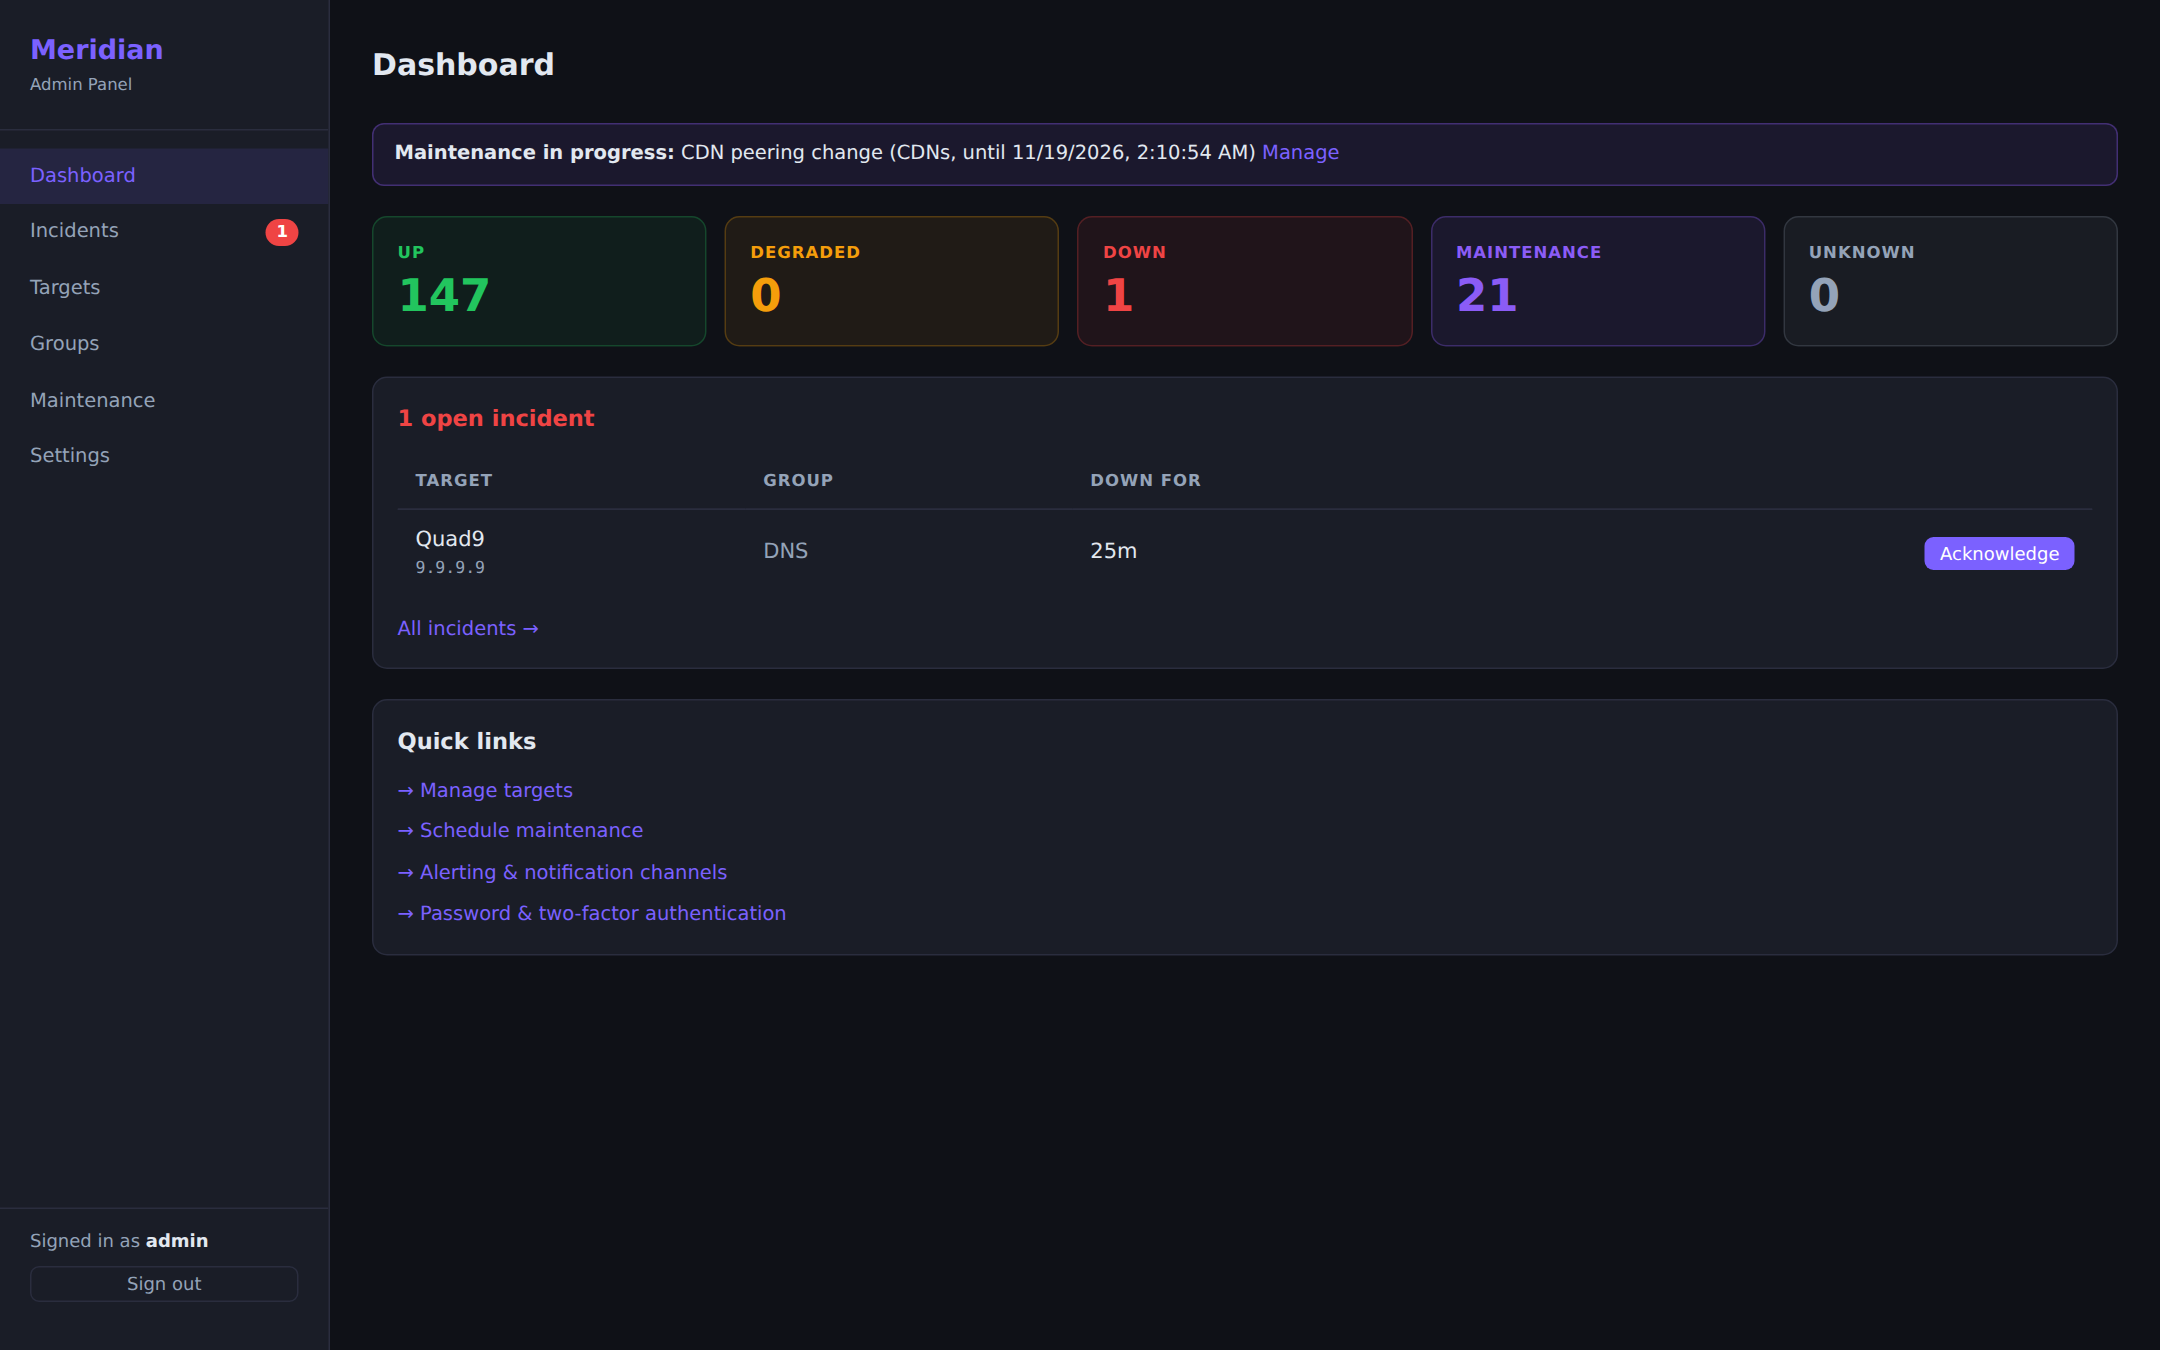 Meridian
Admin Panel
Dashboard
Incidents 1
Targets
Groups
Maintenance
Settings
Signed in as admin
Sign out
Dashboard
Maintenance in progress: CDN peering change (CDNs, until 11/19/2026, 2:10:54 AM) Manage
UP
147
DEGRADED
0
DOWN
1
MAINTENANCE
21
UNKNOWN
0
1 open incident
TARGET GROUP DOWN FOR
Quad9
9.9.9.9
DNS
25m
Acknowledge
All incidents →
Quick links
→ Manage targets
→ Schedule maintenance
→ Alerting & notification channels
→ Password & two-factor authentication